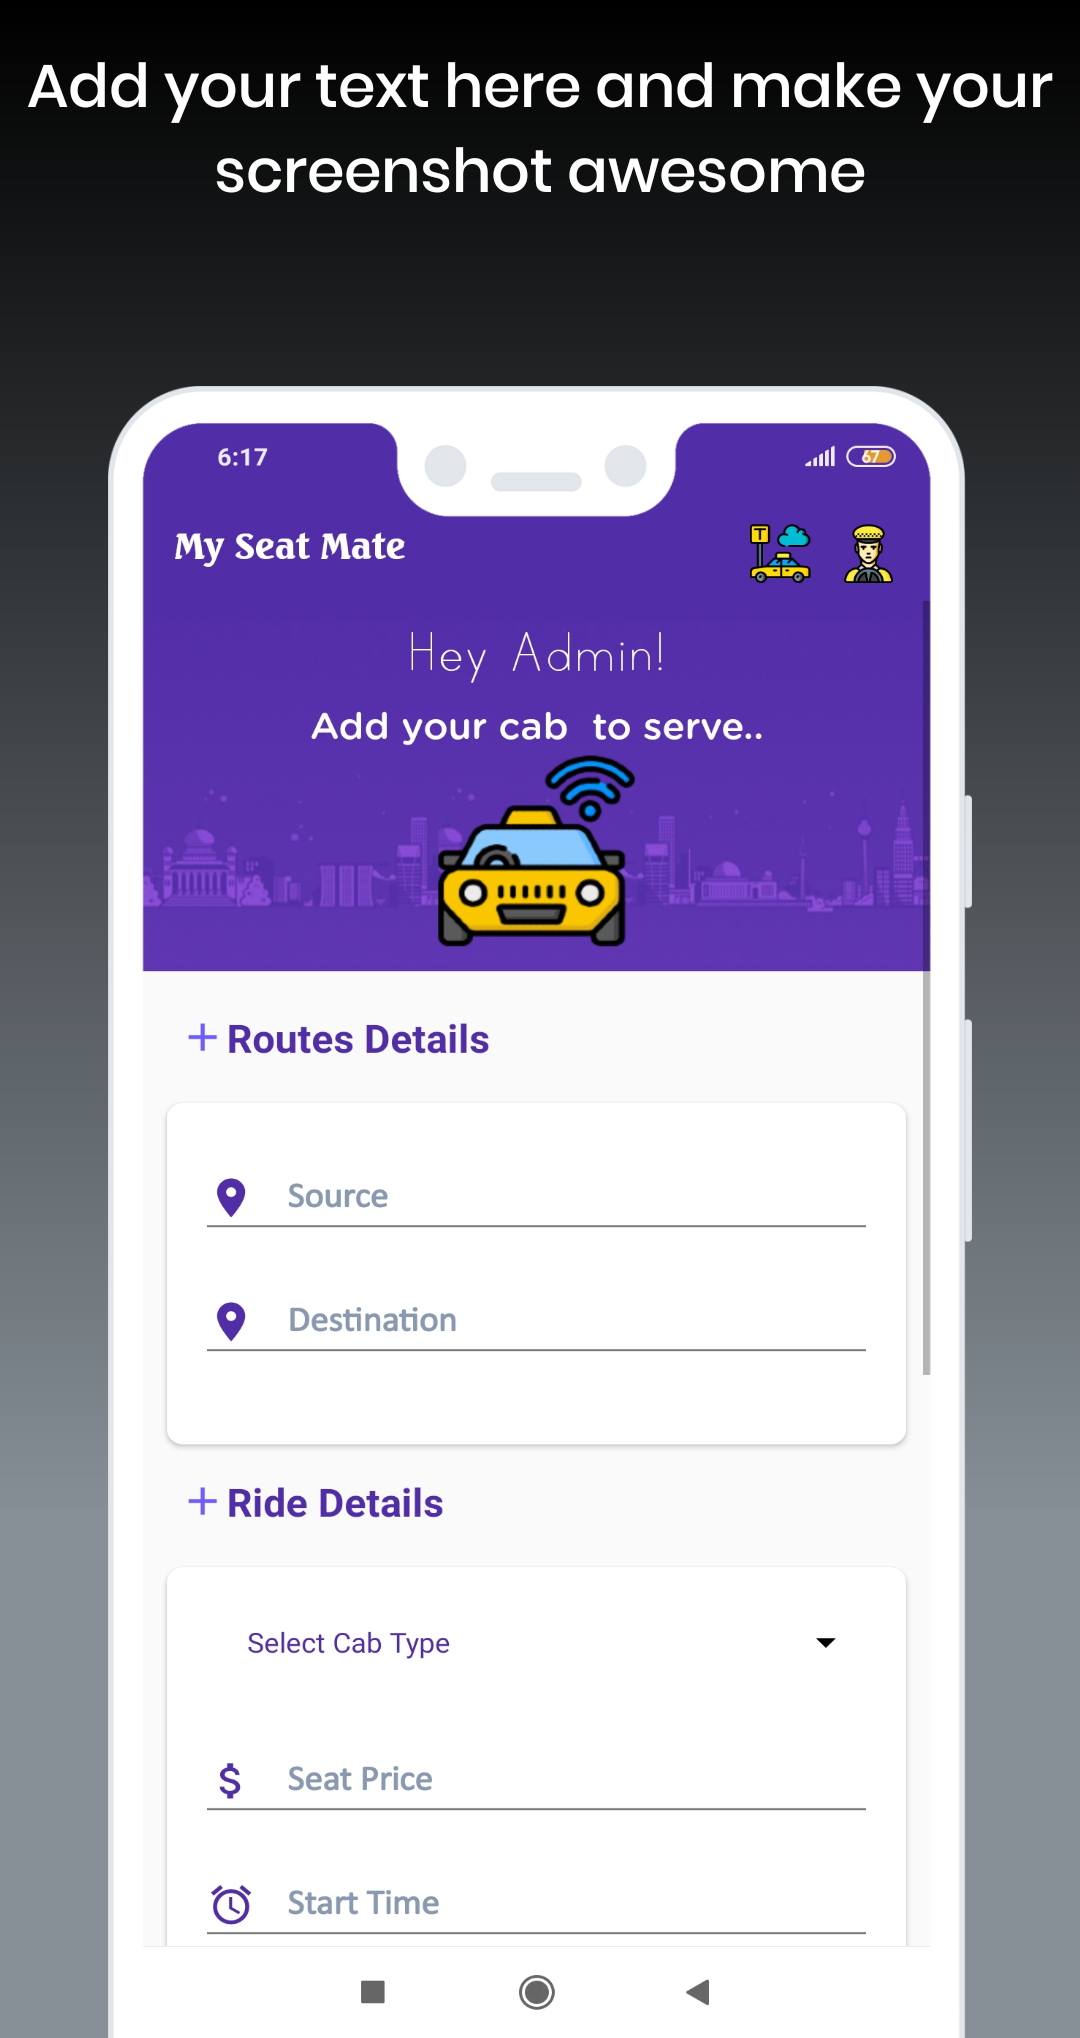 Add your text here and make your
screenshot awesome
6:17
67
My Seat Mate
T
Hey Admin!
Add your cab to serve..
+ Routes Details
Source
Destination
+ Ride Details
Select Cab Type
$ Seat Price
Start Time